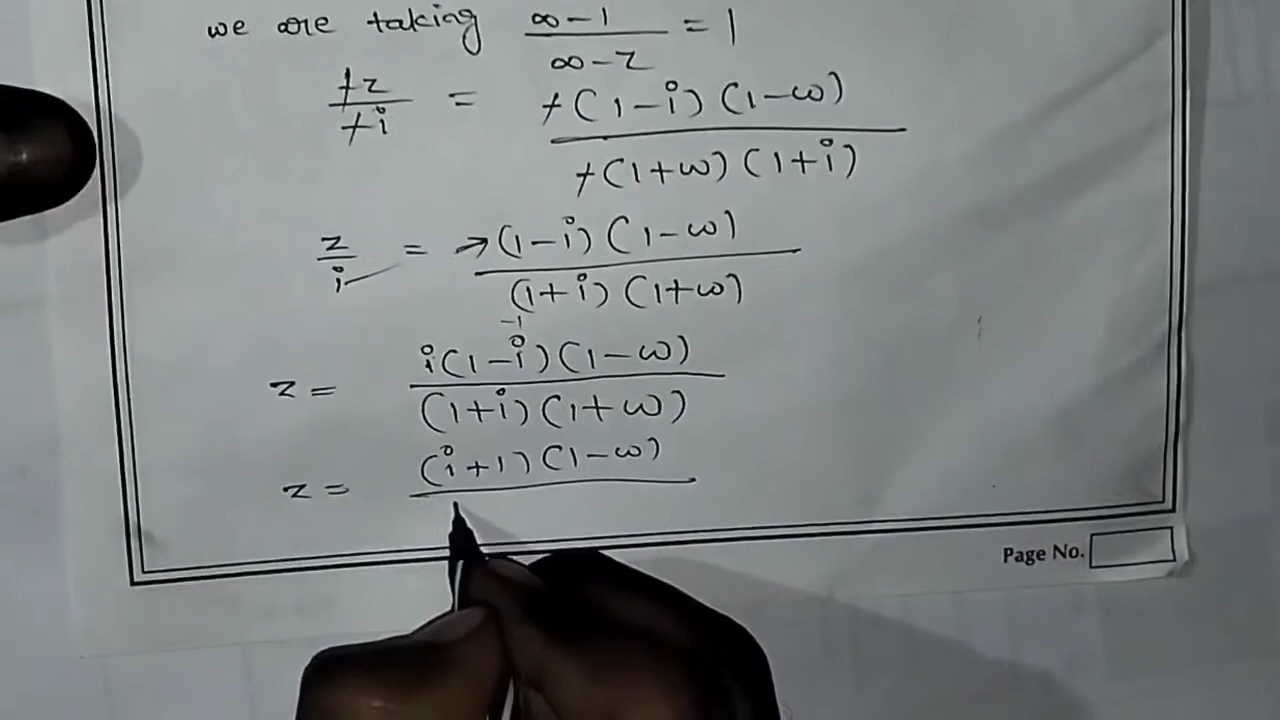 we are taking ∞-1/∞-z = 1
+z/+i = +(1-i)(1-ω)/+(1+ω)(1+i)
z/i = →(1-i)(1-ω)/(1+i)(1+ω)
-1
z = i(1-i)(1-ω)/(1+i)(1+ω)
z = (i+1)(1-ω)
Page No.